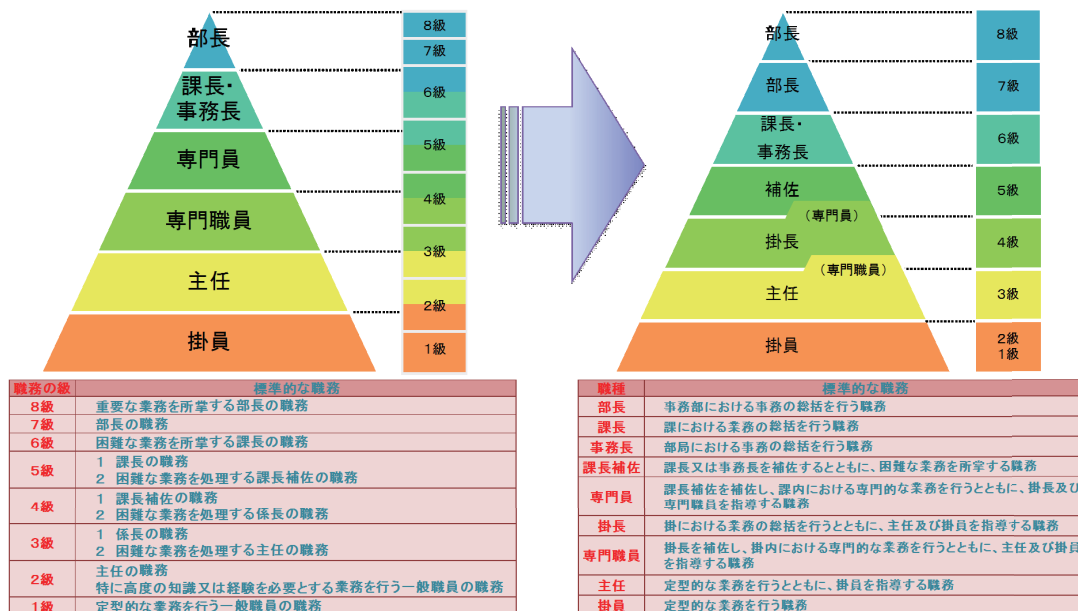 部長
課長・
事務長
専門員
専門職員
主任
掛員
8級
7級
6級
5級
4級
3級
2級
1級
部長
部長
課長・
事務長
補佐
(専門員)
掛長
(専門職員)
主任
掛員
8級
7級
6級
5級
4級
3級
2級
1級
職務の級 標準的な職務
8級 重要な業務を所掌する部長の職務
7級 部長の職務
6級 困難な業務を所掌する課長の職務
5級 1 課長の職務
2 困難な業務を処理する課長補佐の職務
4級 1 課長補佐の職務
2 困難な業務を処理する係長の職務
3級 1 係長の職務
2 困難な業務を処理する主任の職務
2級 主任の職務
特に高度の知識又は経験を必要とする業務を行う一般職員の職務
1級 定型的な業務を行う一般職員の職務
職種 標準的な職務
部長 事務部における事務の総括を行う職務
課長 課における業務の総括を行う職務
事務長 部局における事務の総括を行う職務
課長補佐 課長又は事務長を補佐するとともに、困難な業務を所掌する職務
専門員 課長補佐を補佐し、課内における専門的な業務を行うとともに、掛長及び
専門職員を指導する職務
掛長 掛における業務の総括を行うとともに、主任及び掛員を指導する職務
専門職員 掛長を補佐し、掛内における専門的な業務を行うとともに、主任及び掛員
を指導する職務
主任 定型的な業務を行うとともに、掛員を指導する職務
掛員 定型的な業務を行う職務